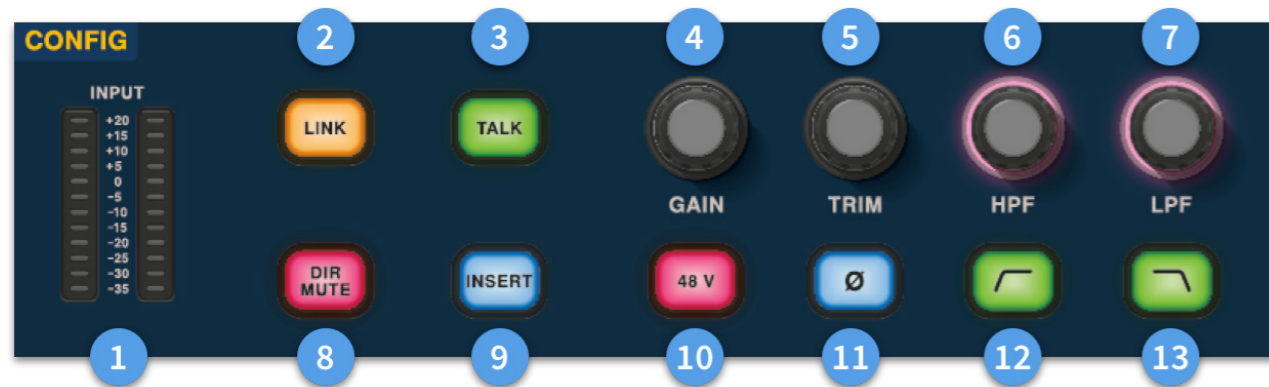 CONFIG
2
3
4
5
6
7
INPUT
+20
+15
+10
+5
0
-5
-10
-15
-20
-25
-30
-35
LINK
TALK
GAIN
TRIM
HPF
LPF
DIR
MUTE
INSERT
48 V
Ø
1
8
9
10
11
12
13